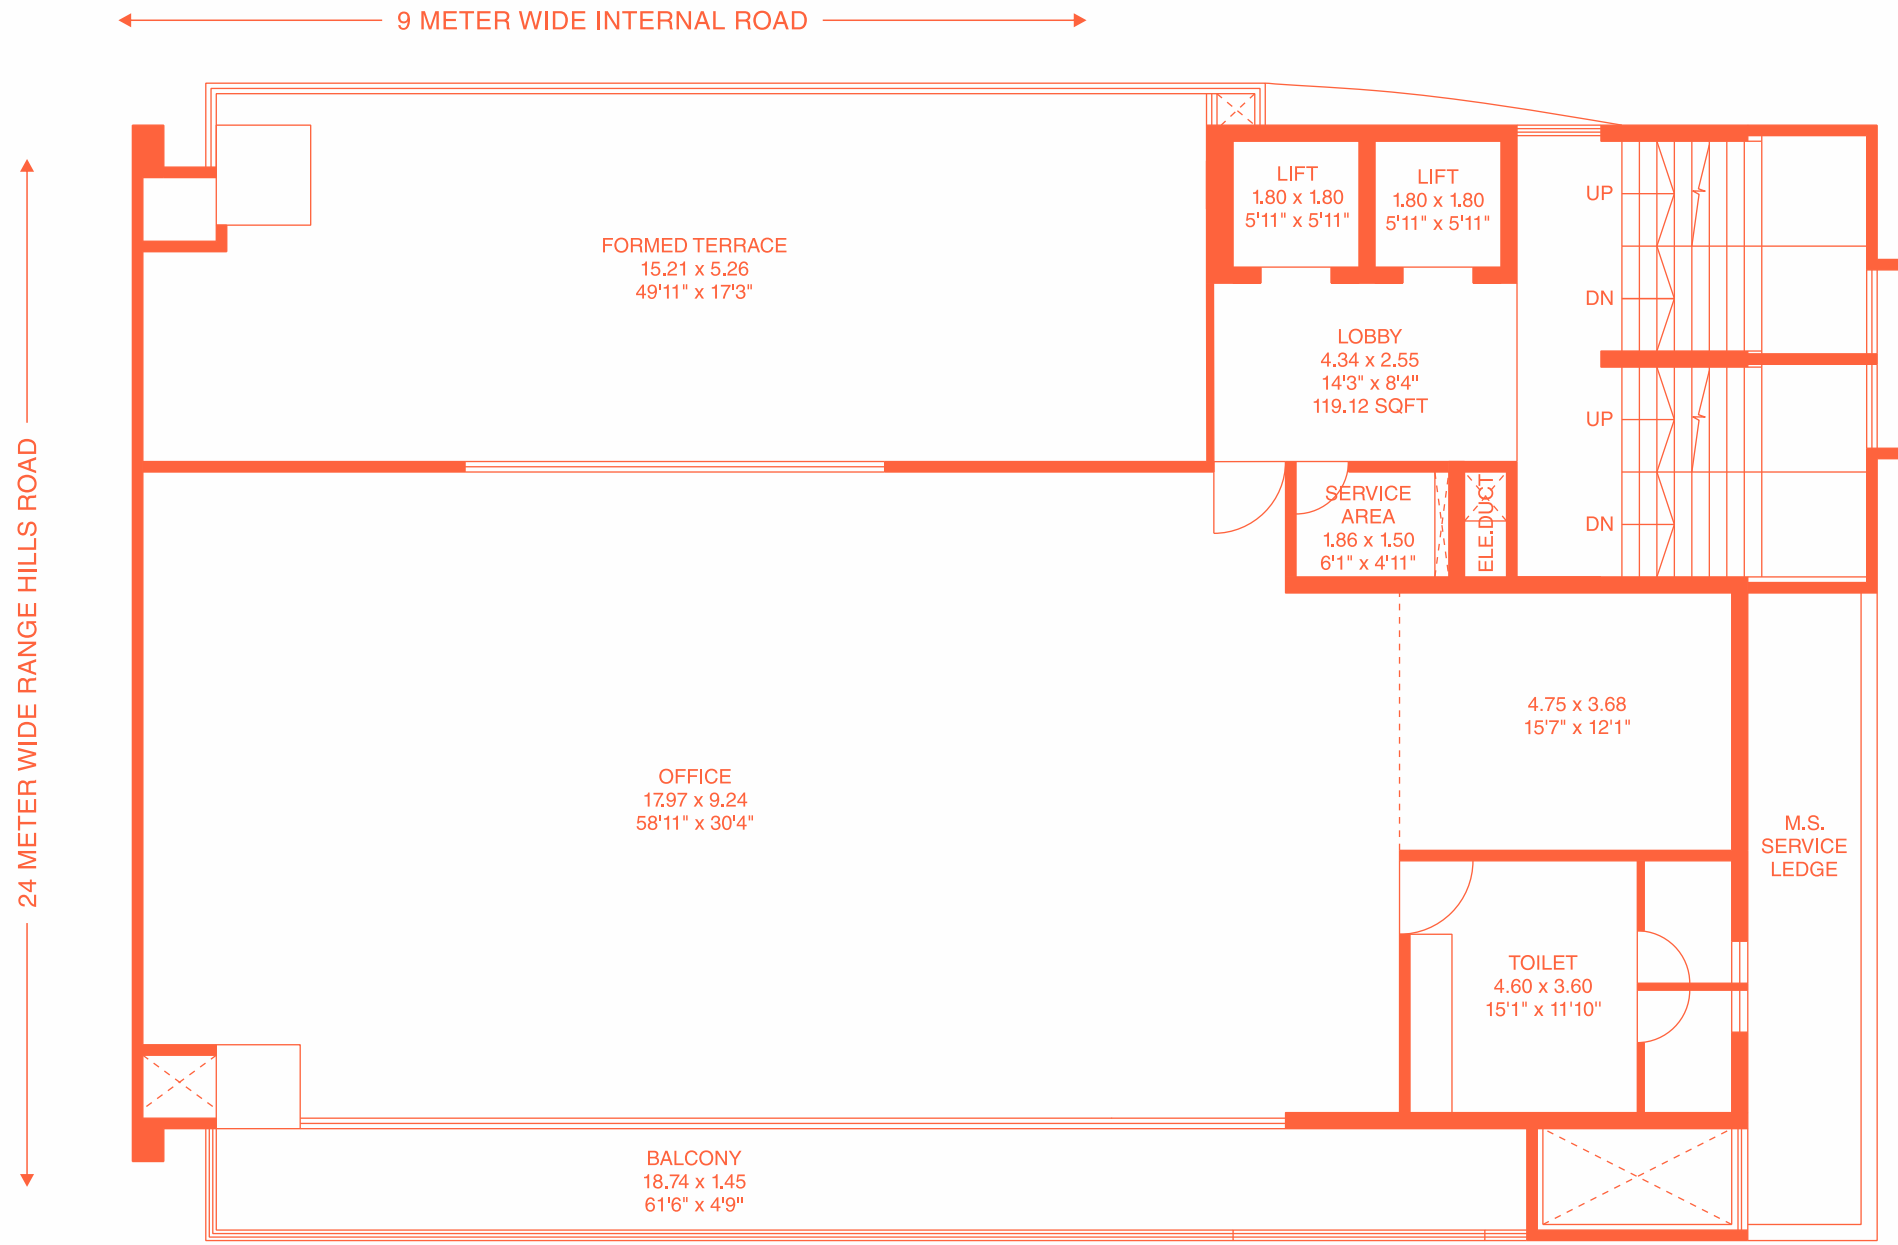 9 METER WIDE INTERNAL ROAD
24 METER WIDE RANGE HILLS ROAD
FORMED TERRACE
15.21 x 5.26
49'11" x 17'3"
LIFT
1.80 x 1.80
5'11" x 5'11"
LIFT
1.80 x 1.80
5'11" x 5'11"
UP
DN
LOBBY
4.34 x 2.55
14'3" x 8'4"
119.12 SQFT
UP
DN
SERVICE
AREA
1.86 x 1.50
6'1" x 4'11"
ELE.DUCT
4.75 x 3.68
15'7" x 12'1"
OFFICE
17.97 x 9.24
58'11" x 30'4"
M.S.
SERVICE
LEDGE
TOILET
4.60 x 3.60
15'1" x 11'10"
BALCONY
18.74 x 1.45
61'6" x 4'9"